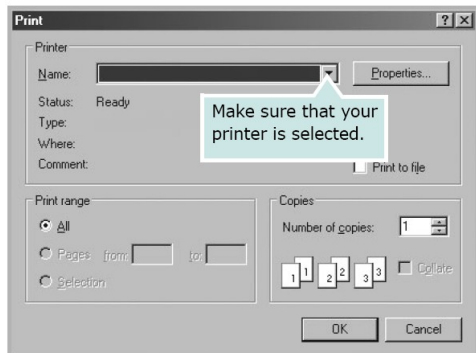 Print
Printer
Name:
Properties...
Status: Ready
Type:
Where:
Comment:
Print to file
Make sure that your
printer is selected.
Print range
All
Pages from: to:
Selection
Copies
Number of copies: 1
1 1 2 2 3 3
Collate
OK Cancel